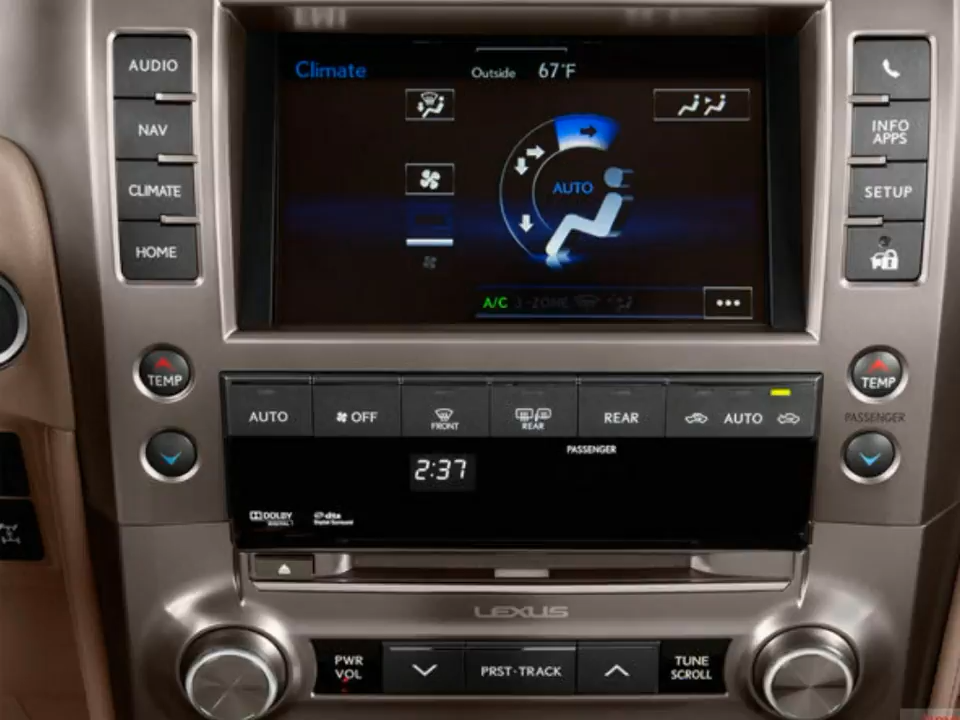 AUDIO
NAV
CLIMATE
HOME
Climate
Outside 67°F
AUTO
A/C 3-ZONE
•••
INFO
APPS
SETUP
TEMP
TEMP
PASSENGER
AUTO
OFF
FRONT
REAR
REAR
AUTO
PASSENGER
2:37
DOLBY
DIGITAL
dts
Digital Surround
LEXUS
PWR
VOL
PRST-TRACK
TUNE
SCROLL